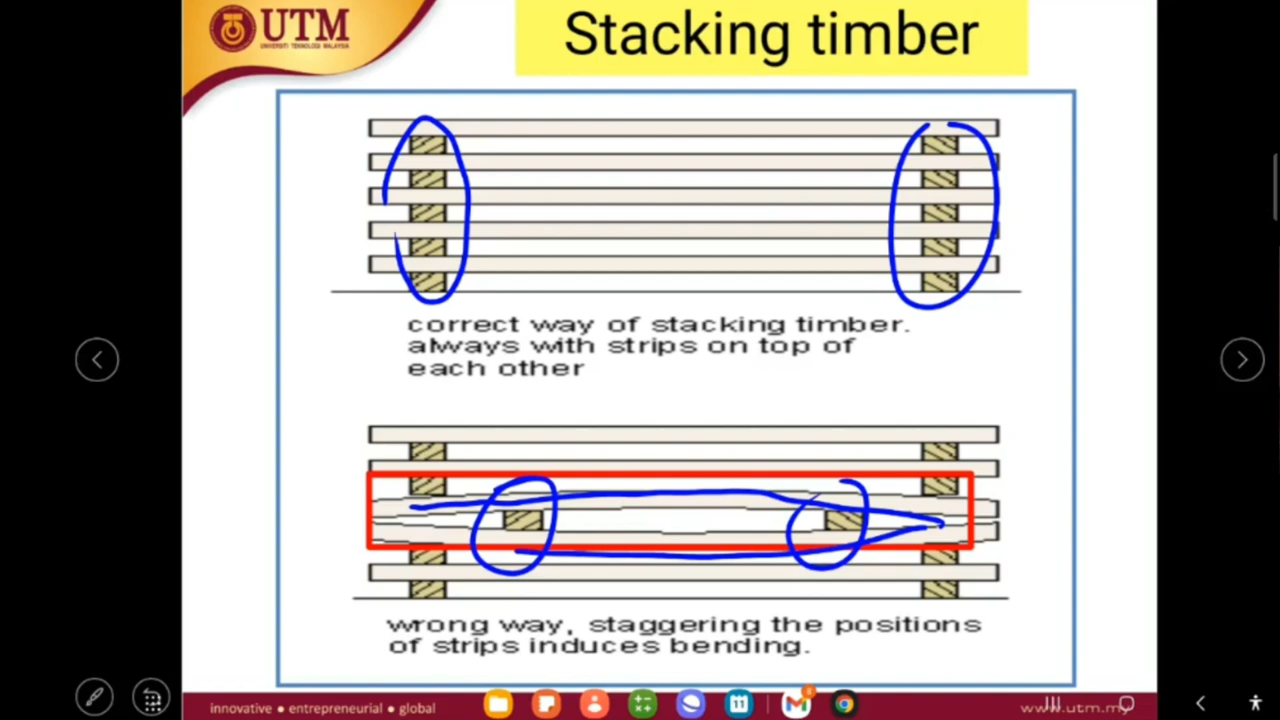 UTM
UNIVERSITI TEKNOLOGI MALAYSIA
Stacking timber
correct way of stacking timber.
always with strips on top of
each other
wrong way, staggering the positions
of strips induces bending.
innovative ● entrepreneurial ● global
www.utm.my
11